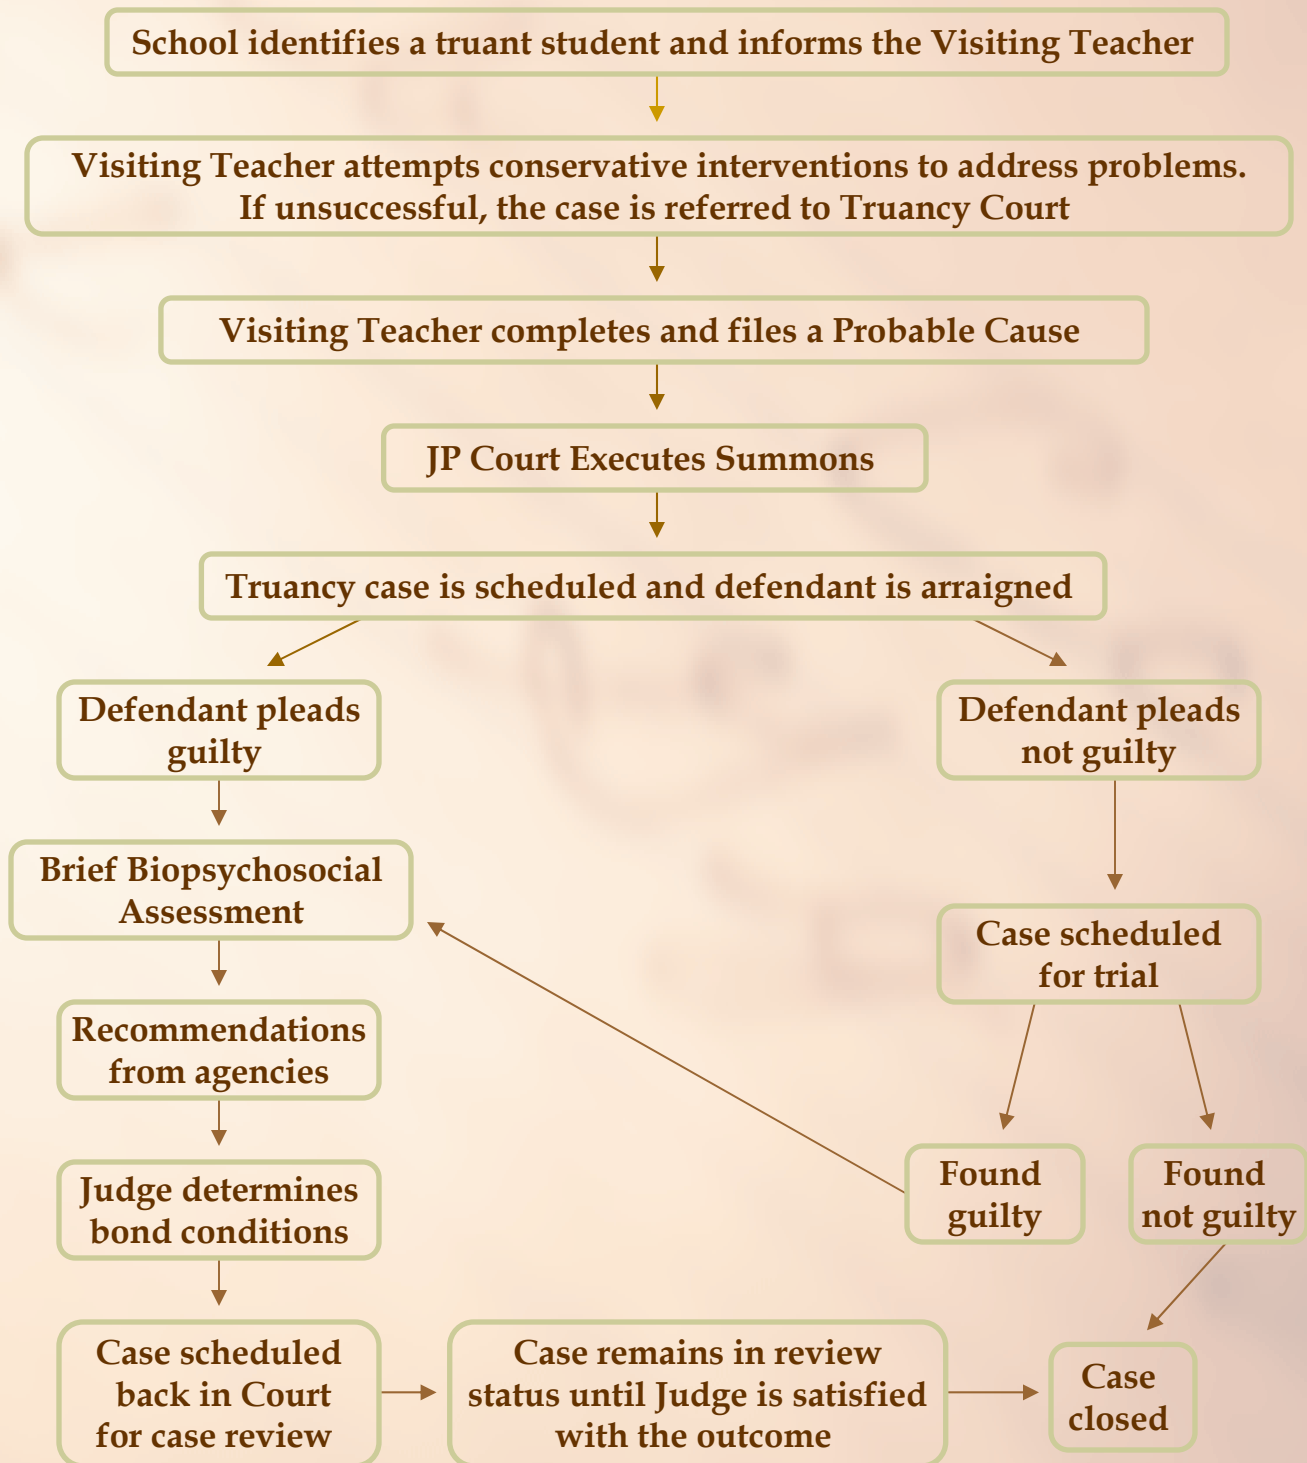 School identifies a truant student and informs the Visiting Teacher
Visiting Teacher attempts conservative interventions to address problems.
If unsuccessful, the case is referred to Truancy Court
Visiting Teacher completes and files a Probable Cause
JP Court Executes Summons
Truancy case is scheduled and defendant is arraigned
Defendant pleads
guilty
Defendant pleads
not guilty
Brief Biopsychosocial
Assessment
Case scheduled
for trial
Recommendations
from agencies
Judge determines
bond conditions
Found
guilty
Found
not guilty
Case scheduled
back in Court
for case review
Case remains in review
status until Judge is satisfied
with the outcome
Case
closed